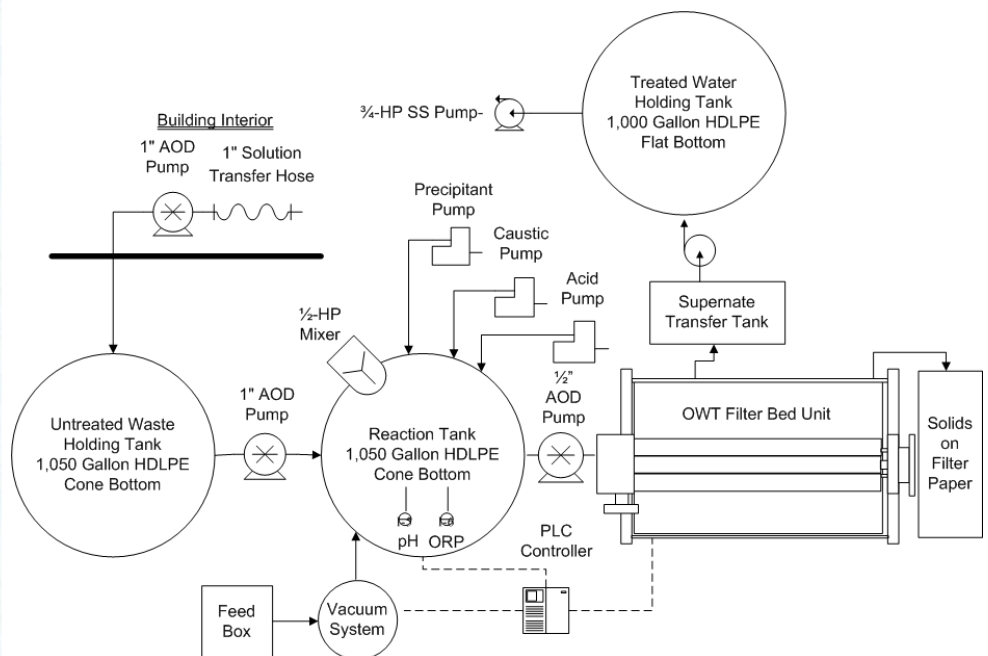 Treated Water
Holding Tank
1,000 Gallon HDLPE
Flat Bottom
¾-HP SS Pump-
Building Interior
1" AOD
Pump
1" Solution
Transfer Hose
Precipitant
Pump
Caustic
Pump
Acid
Pump
½-HP
Mixer
Supernate
Transfer Tank
Untreated Waste
Holding Tank
1,050 Gallon HDLPE
Cone Bottom
1" AOD
Pump
Reaction Tank
1,050 Gallon HDLPE
Cone Bottom
pH
ORP
½”
AOD
Pump
OWT Filter Bed Unit
Solids
on
Filter
Paper
PLC
Controller
Feed
Box
Vacuum
System